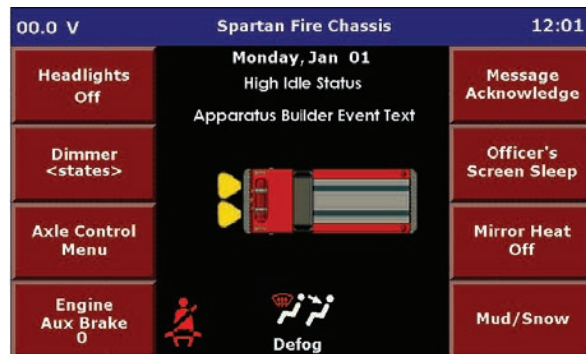 00.0 V
Spartan Fire Chassis
12:01
Headlights
Off
Monday, Jan 01
High Idle Status
Apparatus Builder Event Text
Message
Acknowledge
Dimmer
<states>
Officer's
Screen Sleep
Axle Control
Menu
Mirror Heat
Off
Engine
Aux Brake
0
Defog
Mud/Snow